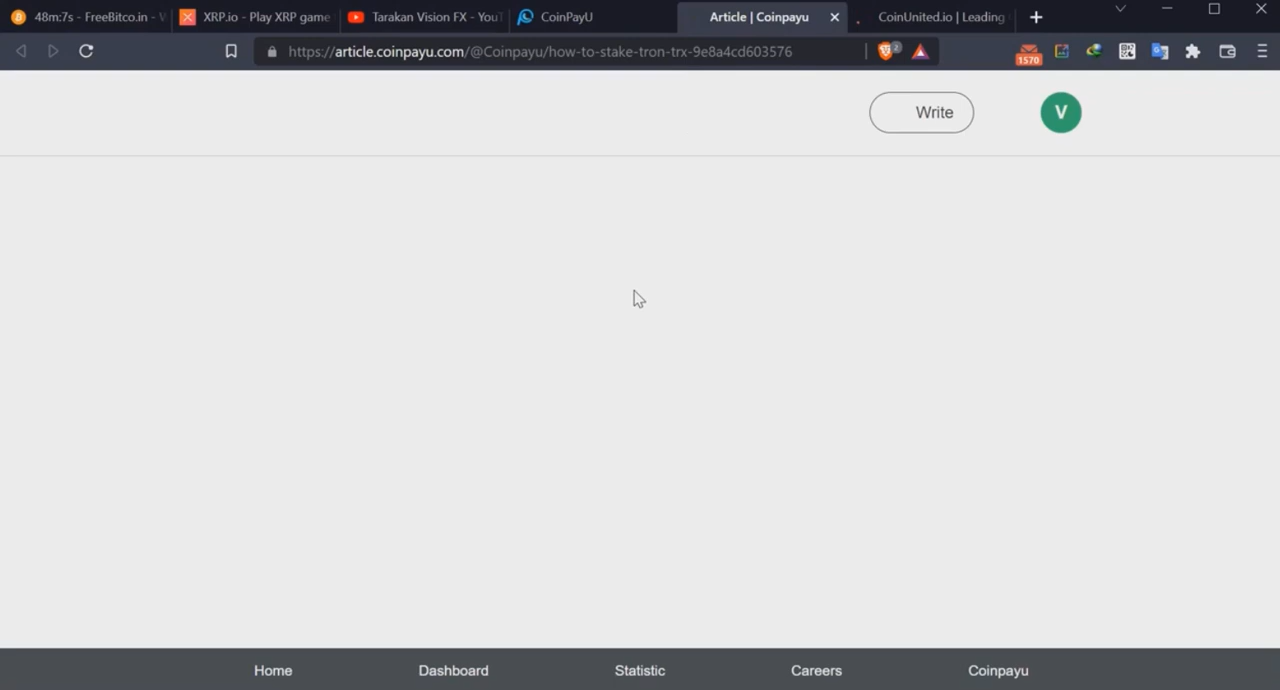 48m:7s - FreeBitco.in - W
XRP.io - Play XRP game
Tarakan Vision FX - YouT
CoinPayU
Article | Coinpayu
CoinUnited.io | Leading
https://article.coinpayu.com/@Coinpayu/how-to-stake-tron-trx-9e8a4cd603576
2
1570
Write
V
Home
Dashboard
Statistic
Careers
Coinpayu